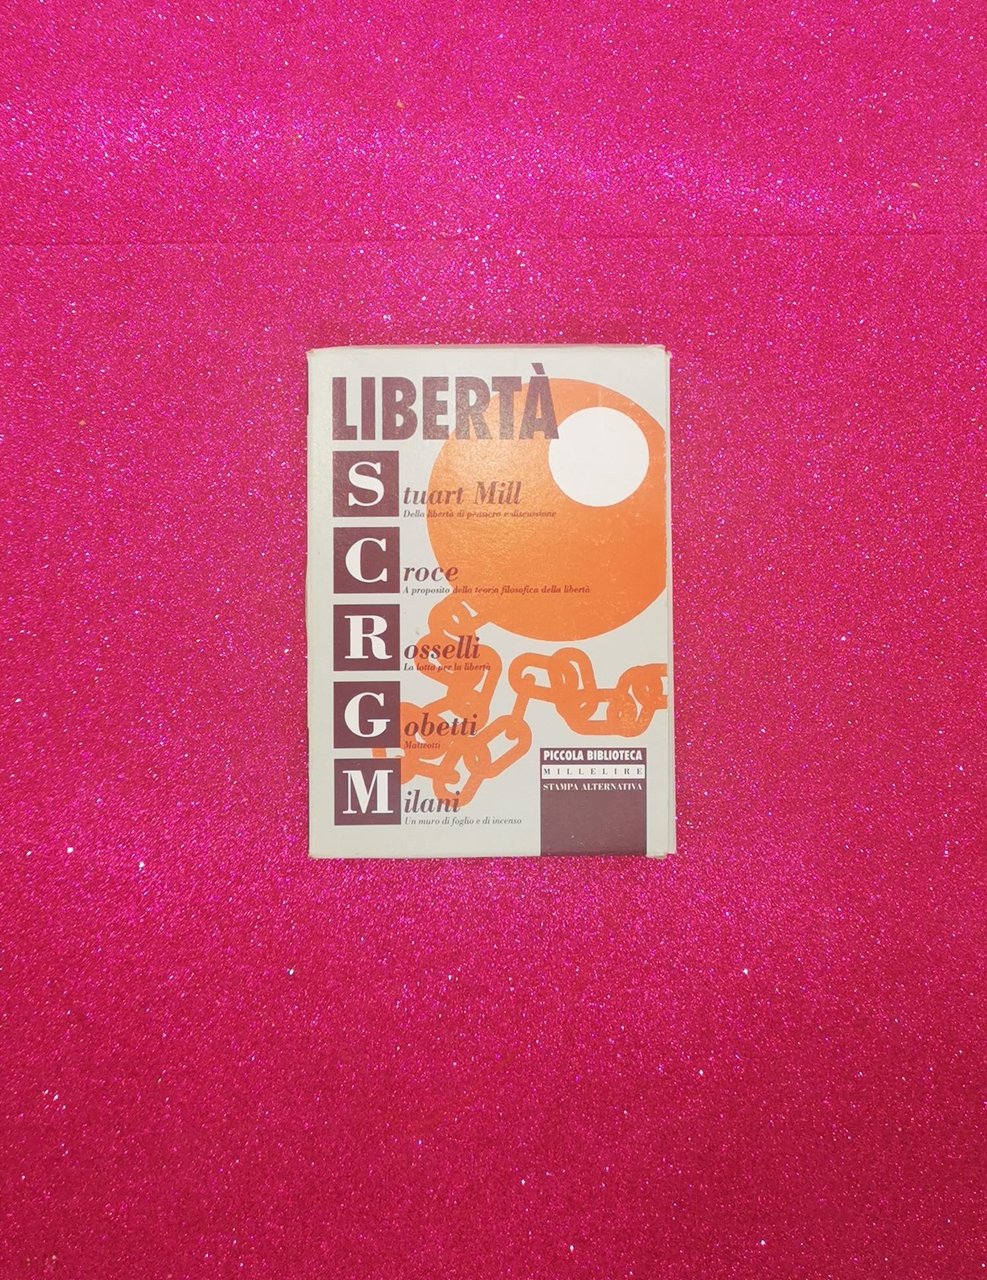 LIBERTÀ
Stuart Mill
Della libertà di pensiero e discussione
Croce
A proposito della teoria filosofica della libertà
Rosselli
La lotta per la libertà
Gobetti
Matteotti
Milani
Un muro di foglio e di incenso
PICCOLA BIBLIOTECA
MILLELIRE
STAMPA ALTERNATIVA